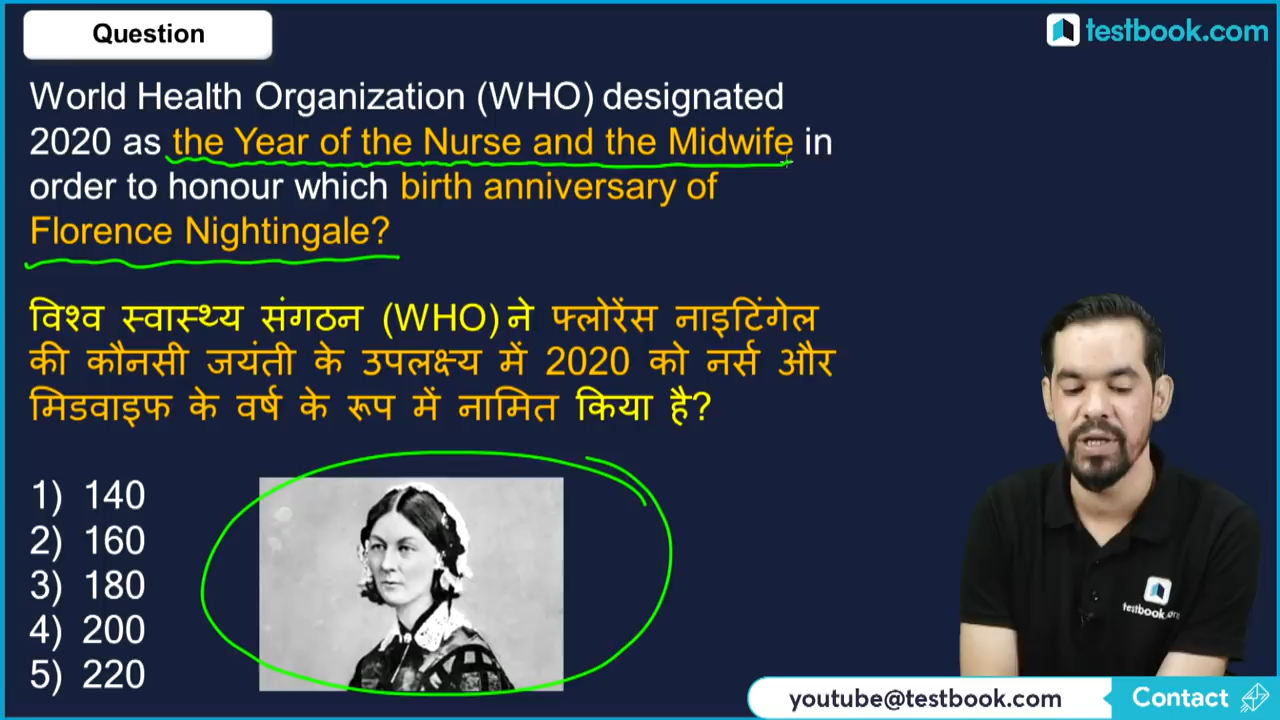 Question
testbook.com
World Health Organization (WHO) designated
2020 as the Year of the Nurse and the Midwife in
order to honour which birth anniversary of
Florence Nightingale?
विश्व स्वास्थ्य संगठन (WHO) ने फ्लोरेंस नाइटिंगेल
की कौनसी जयंती के उपलक्ष्य में 2020 को नर्स और
मिडवाइफ के वर्ष के रूप में नामित किया है?
1) 140
2) 160
3) 180
4) 200
5) 220
testbook
youtube@testbook.com
Contact